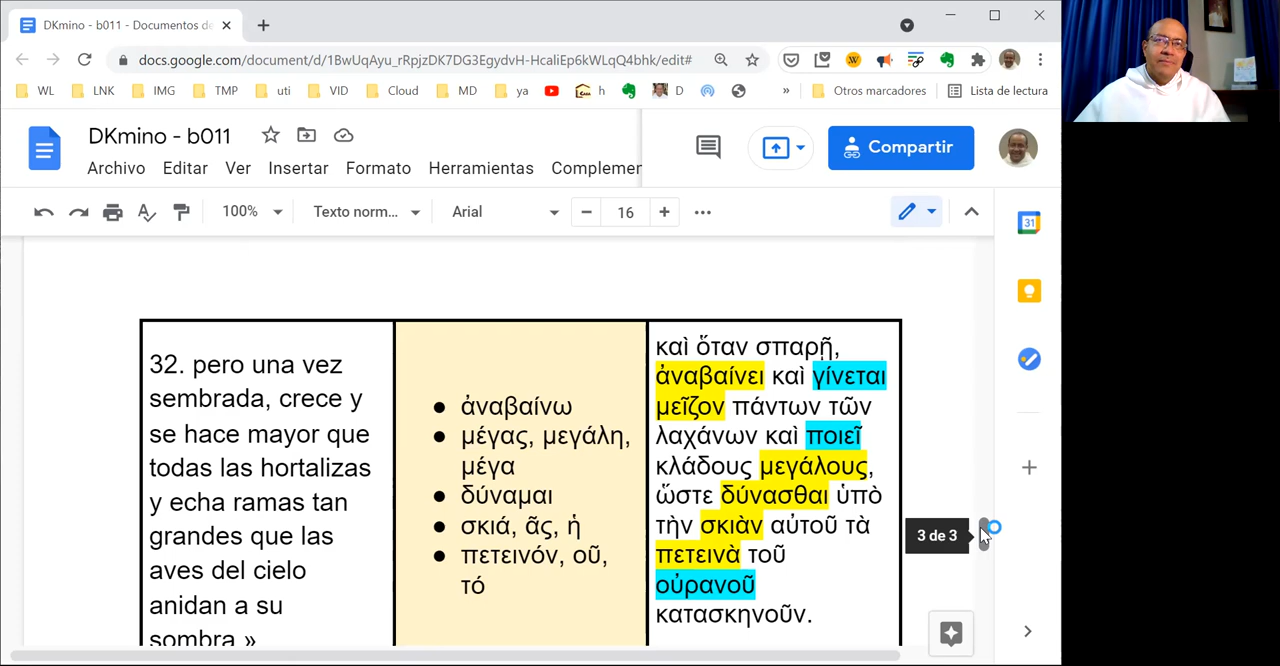 DKmino - b011 - Documentos de
docs.google.com/document/d/1BwUqAyu_rRpjzDK7DG3EgydvH-HcaliEp6kWLqQ4bhk/edit#
WL LNK IMG TMP uti VID Cloud MD ya h D » Otros marcadores Lista de lectura
DKmino - b011
Archivo Editar Ver Insertar Formato Herramientas Complemen
Compartir
100% Texto norm... Arial 16
31
32. pero una vez
sembrada, crece y
se hace mayor que
todas las hortalizas
y echa ramas tan
grandes que las
aves del cielo
anidan a su
sombra.»
● ἀναβαίνω
● μέγας, μεγάλη,
μέγα
● δύναμαι
● σκιά, ᾶς, ἡ
● πετεινόν, οῦ,
τό
καὶ ὅταν σπαρῇ,
ἀναβαίνει καὶ γίνεται
μεῖζον πάντων τῶν
λαχάνων καὶ ποιεῖ
κλάδους μεγάλους,
ὥστε δύνασθαι ὑπὸ
τὴν σκιὰν αὐτοῦ τὰ
πετεινὰ τοῦ
οὐρανοῦ
κατασκηνοῦν.
3 de 3